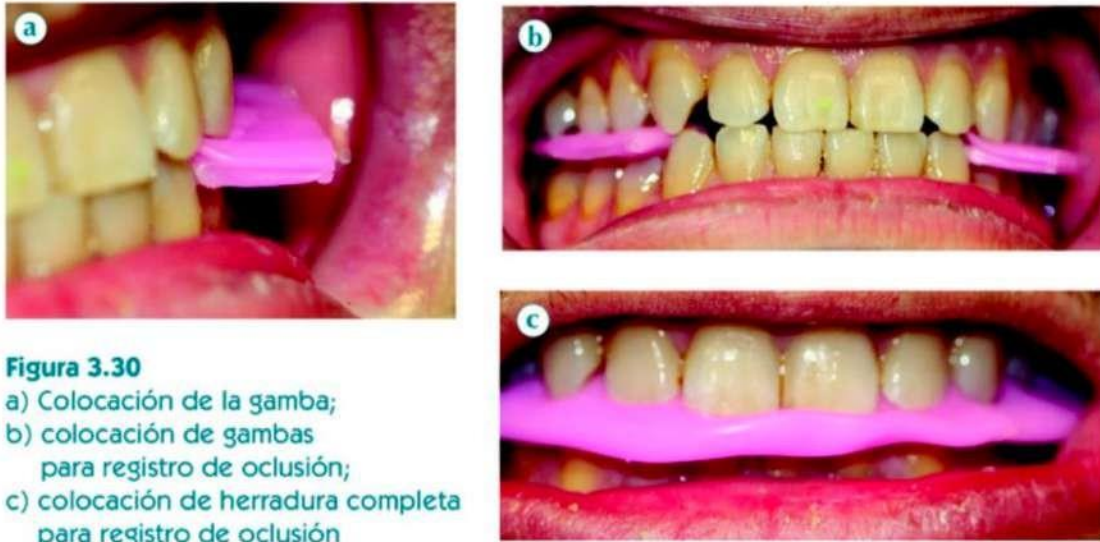 a
b
c
Figura 3.30
a) Colocación de la gamba;
b) colocación de gambas
para registro de oclusión;
c) colocación de herradura completa
para registro de oclusión